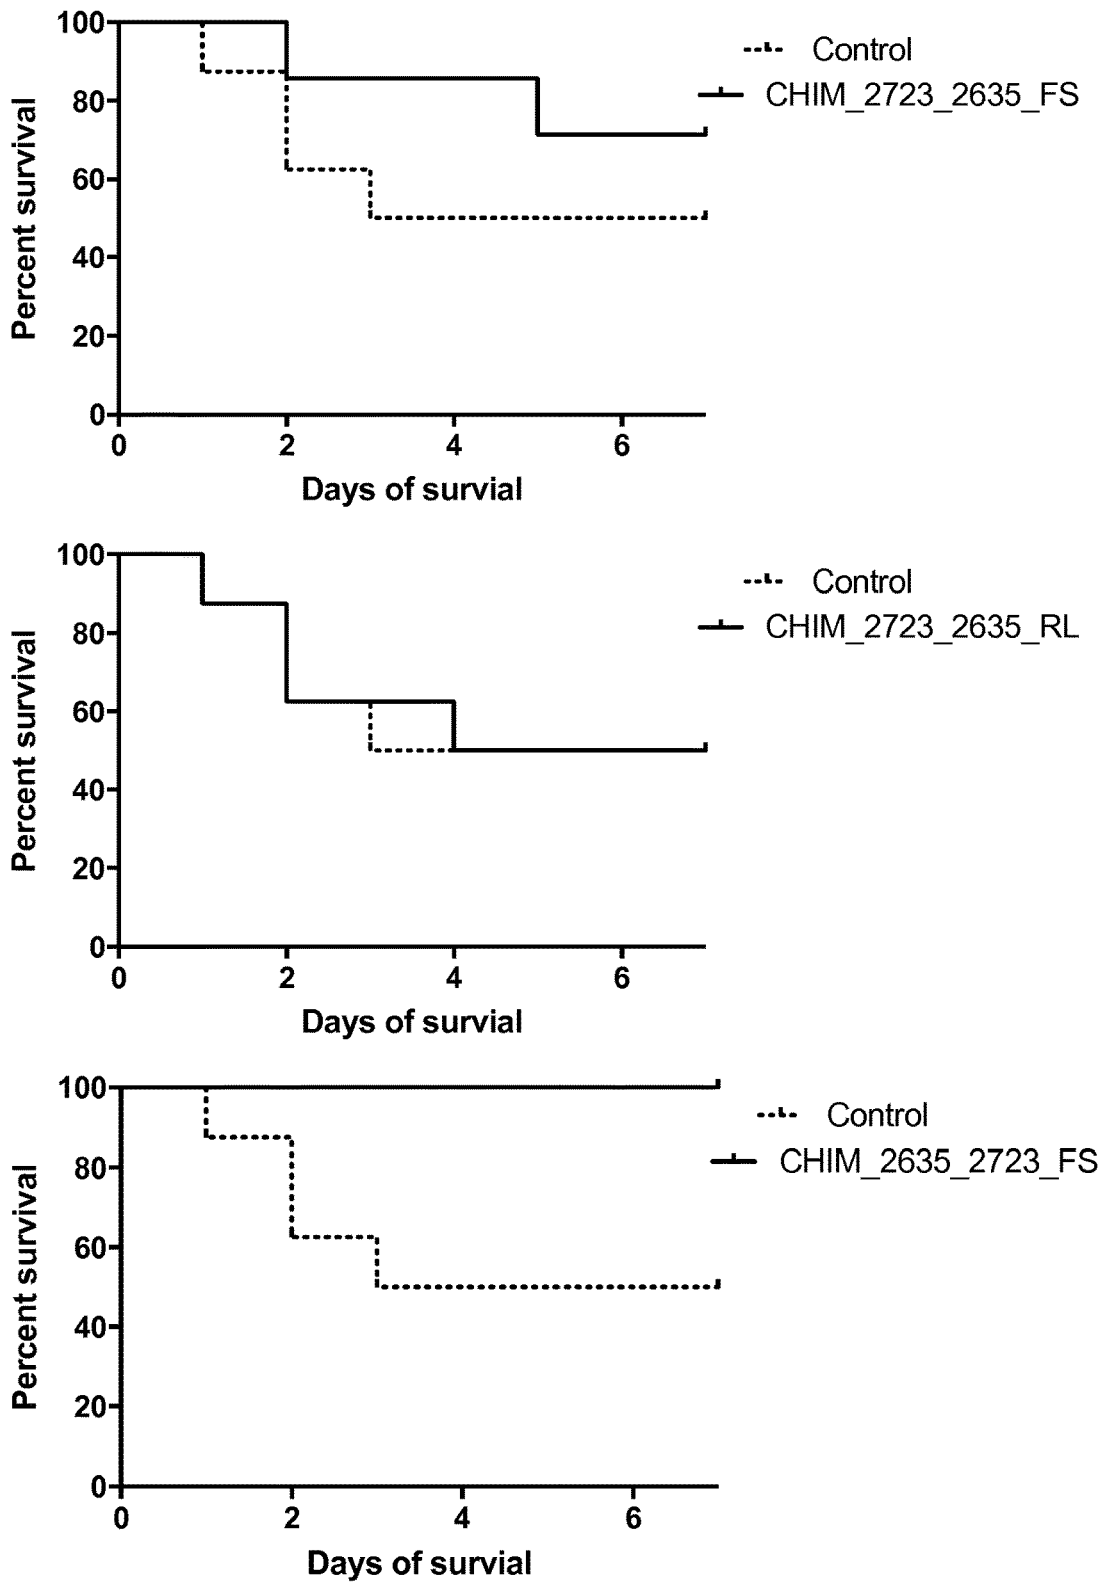 100
80
60
40
20
0
Percent survival
0 2 4 6
Days of survial
Control
CHIM_2723_2635_FS
100
80
60
40
20
0
Percent survival
0 2 4 6
Days of survial
Control
CHIM_2723_2635_RL
100
80
60
40
20
0
Percent survival
0 2 4 6
Days of survial
Control
CHIM_2635_2723_FS